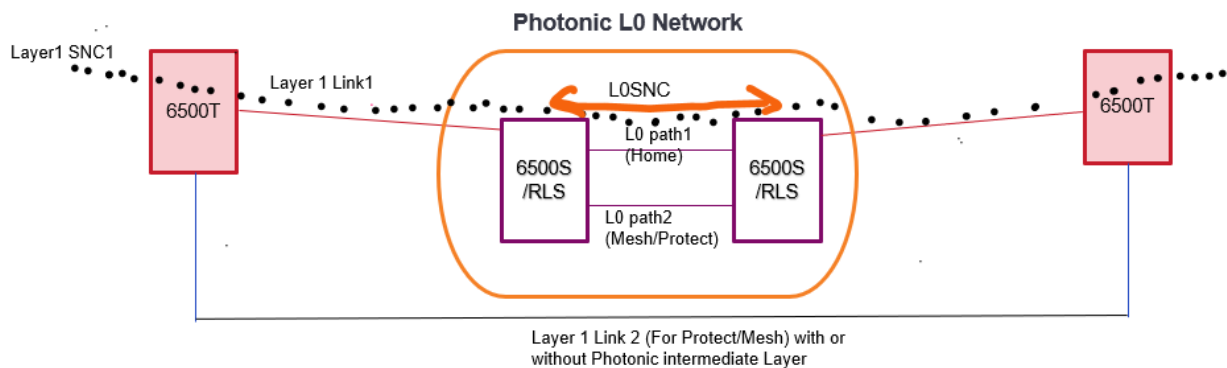 Photonic L0 Network
Layer1 SNC1
Layer 1 Link1
L0SNC
6500T
6500T
L0 path1
(Home)
6500S
/RLS
6500S
/RLS
L0 path2
(Mesh/Protect)
Layer 1 Link 2 (For Protect/Mesh) with or
without Photonic intermediate Layer